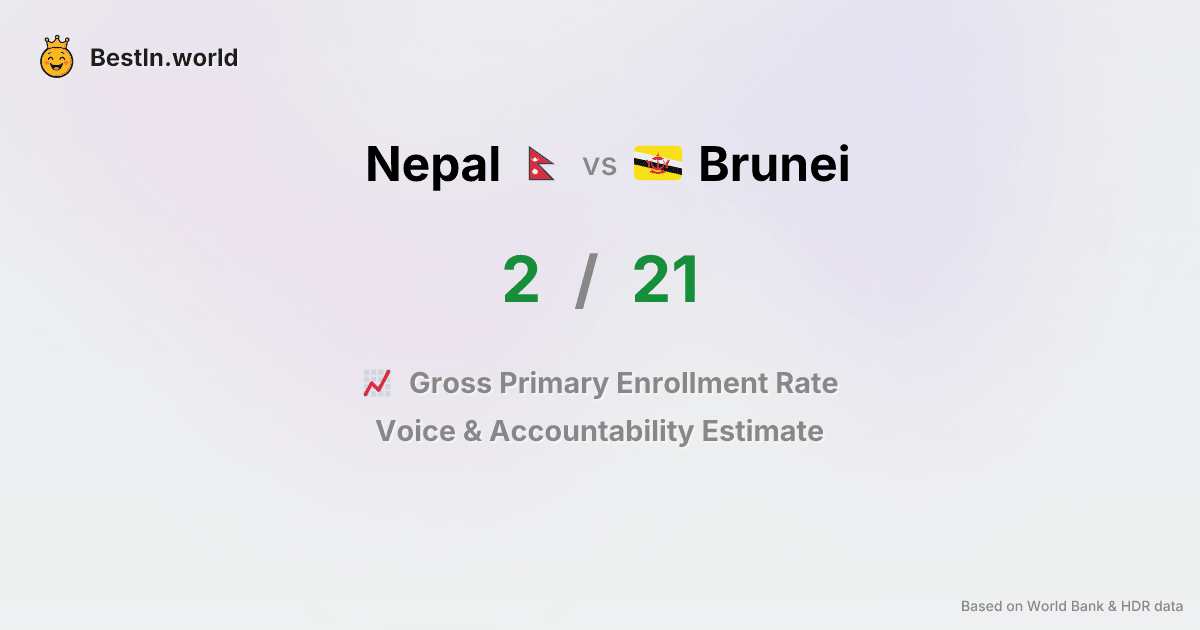 BestIn.world
Nepal vs Brunei
2 / 21
Gross Primary Enrollment Rate
Voice & Accountability Estimate
Based on World Bank & HDR data